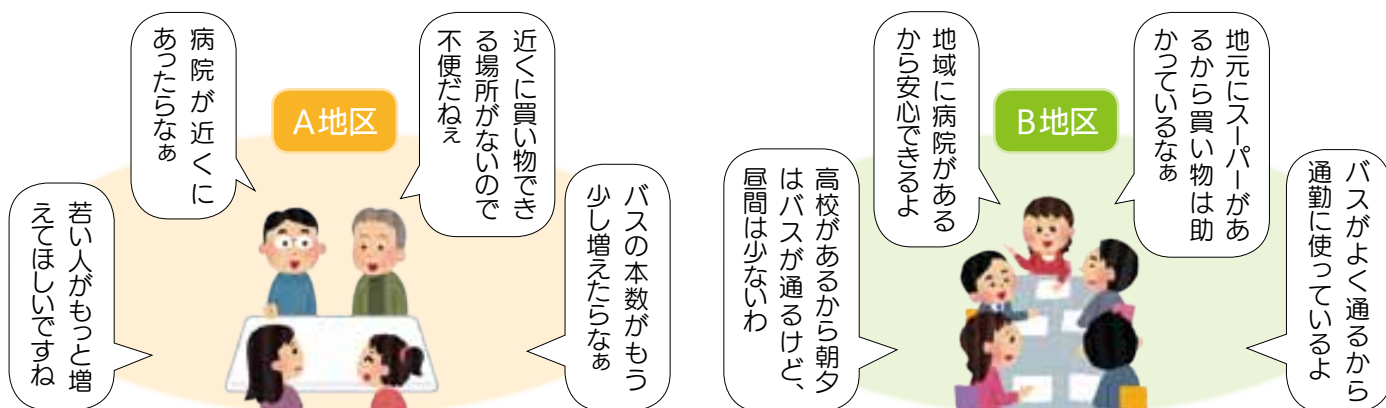 A地区
近くに買い物でき
る場所がないので
不便だねぇ
病院が近くに
あったらなぁ
バスの本数がもう
少し増えたらなぁ
若い人がもっと増
えてほしいですね
B地区
地元にスーパーがあ
るから買い物は助
かっているなぁ
地域に病院がある
から安心できるよ
バスがよく通るから
通勤に使っているよ
高校があるから朝夕
はバスが通るけど、
昼間は少ないわ